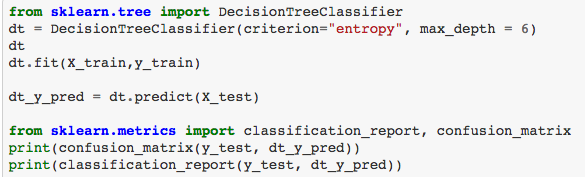 from sklearn.tree import DecisionTreeClassifier
dt = DecisionTreeClassifier(criterion="entropy", max_depth = 6)
dt
dt.fit(X_train,y_train)
dt_y_pred = dt.predict(X_test)
from sklearn.metrics import classification_report, confusion_matrix
print(confusion_matrix(y_test, dt_y_pred))
print(classification_report(y_test, dt_y_pred))